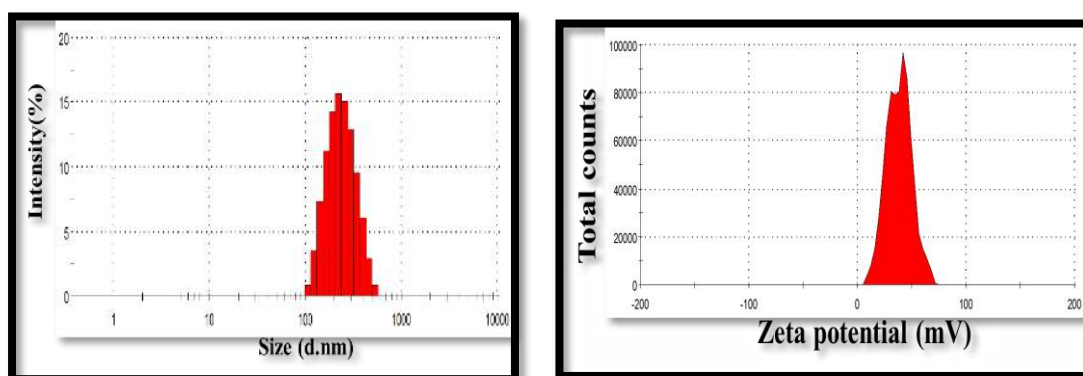 20
15
10
5
0
Intensity(%)
1 10 100 1000 10000
Size (d.nm)
100000
80000
60000
40000
20000
0
Total counts
-200 -100 0 100 200
Zeta potential (mV)